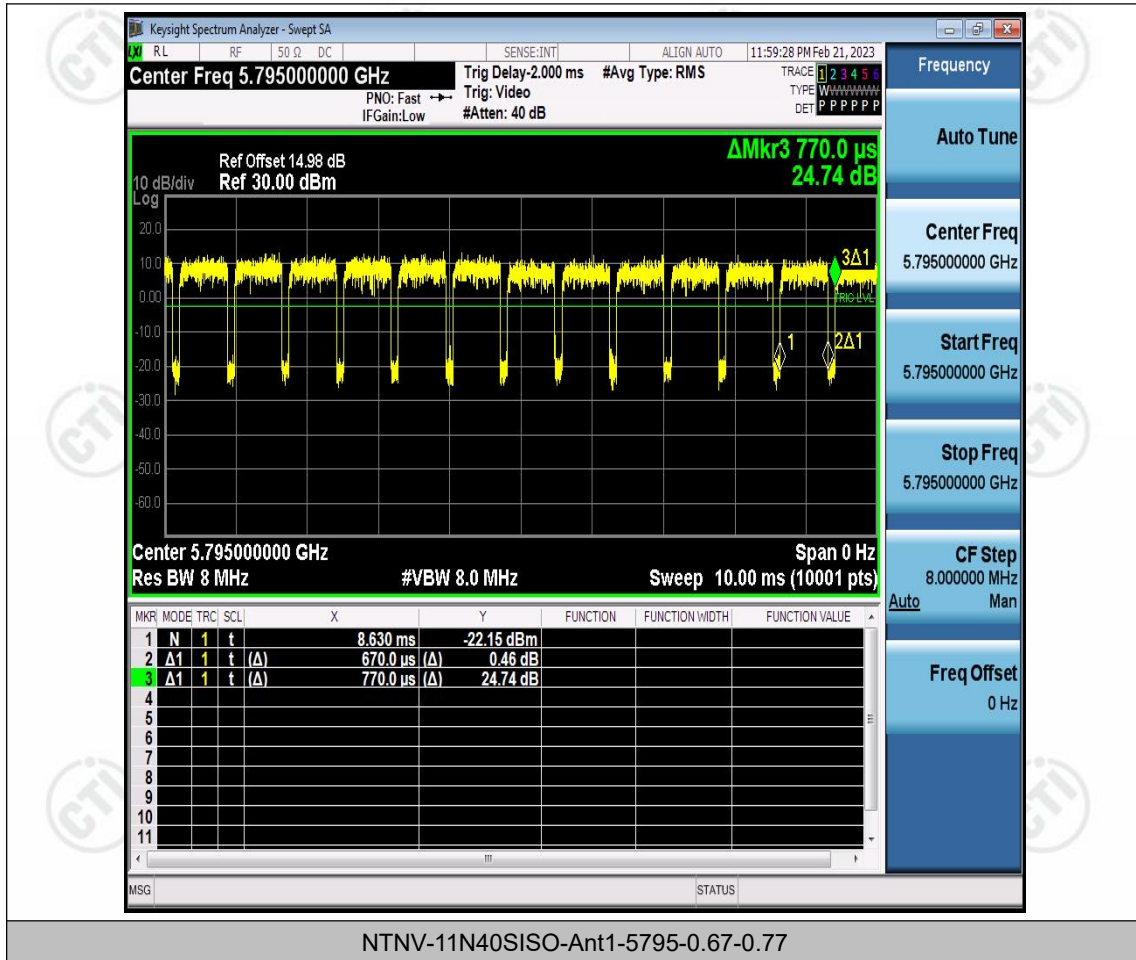 Keysight Spectrum Analyzer - Swept SA
LXI RL RF 50 Ω DC SENSE:INT ALIGN AUTO 11:59:28 PM Feb 21, 2023
Center Freq 5.795000000 GHz
PNO: Fast
IFGain:Low
Trig Delay-2.000 ms
Trig: Video
#Atten: 40 dB
#Avg Type: RMS
TRACE 1 2 3 4 5 6
TYPE WWWWWW
DET P P P P P P
ΔMkr3 770.0 µs
24.74 dB
Ref Offset 14.98 dB
10 dB/div Ref 30.00 dBm
Log
20.0
10.0
0.00
-10.0
-20.0
-30.0
-40.0
-50.0
-60.0
3Δ1
TRIG LVL
1
2Δ1
Center 5.795000000 GHz Span 0 Hz
Res BW 8 MHz #VBW 8.0 MHz Sweep 10.00 ms (10001 pts)
MKR MODE TRC SCL X Y FUNCTION FUNCTION WIDTH FUNCTION VALUE
1 N 1 t 8.630 ms -22.15 dBm
2 Δ1 1 t (Δ) 670.0 µs (Δ) 0.46 dB
3 Δ1 1 t (Δ) 770.0 µs (Δ) 24.74 dB
4
5
6
7
8
9
10
11
MSG STATUS
Frequency
Auto Tune
Center Freq
5.795000000 GHz
Start Freq
5.795000000 GHz
Stop Freq
5.795000000 GHz
CF Step
8.000000 MHz
Auto Man
Freq Offset
0 Hz
CTI
CTI
CTI
CTI
CTI
CTI
NTNV-11N40SISO-Ant1-5795-0.67-0.77